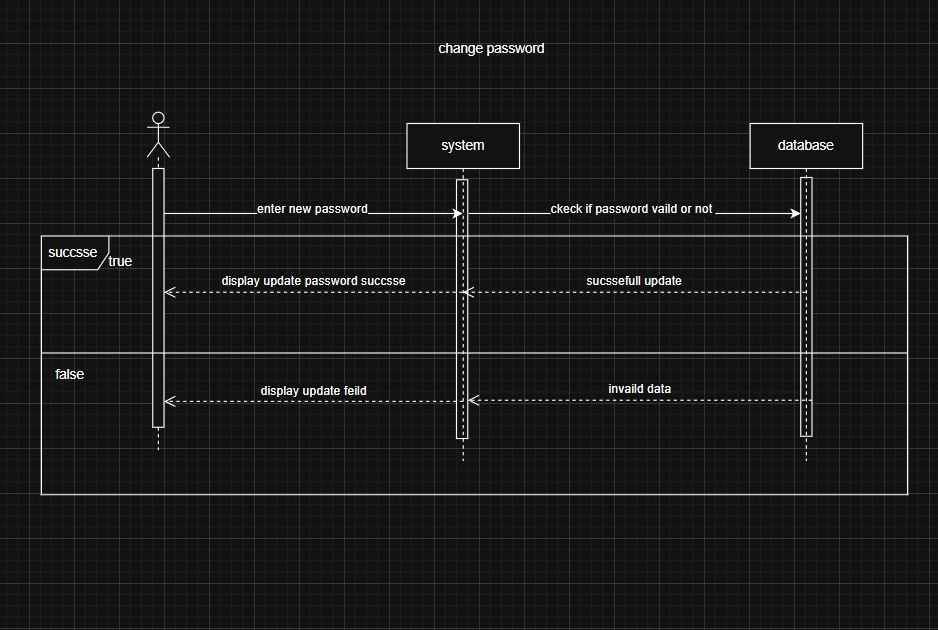 change password
system
database
enter new password
ckeck if password vaild or not
succsse
true
display update password succsse
sucssefull update
false
display update feild
invaild data